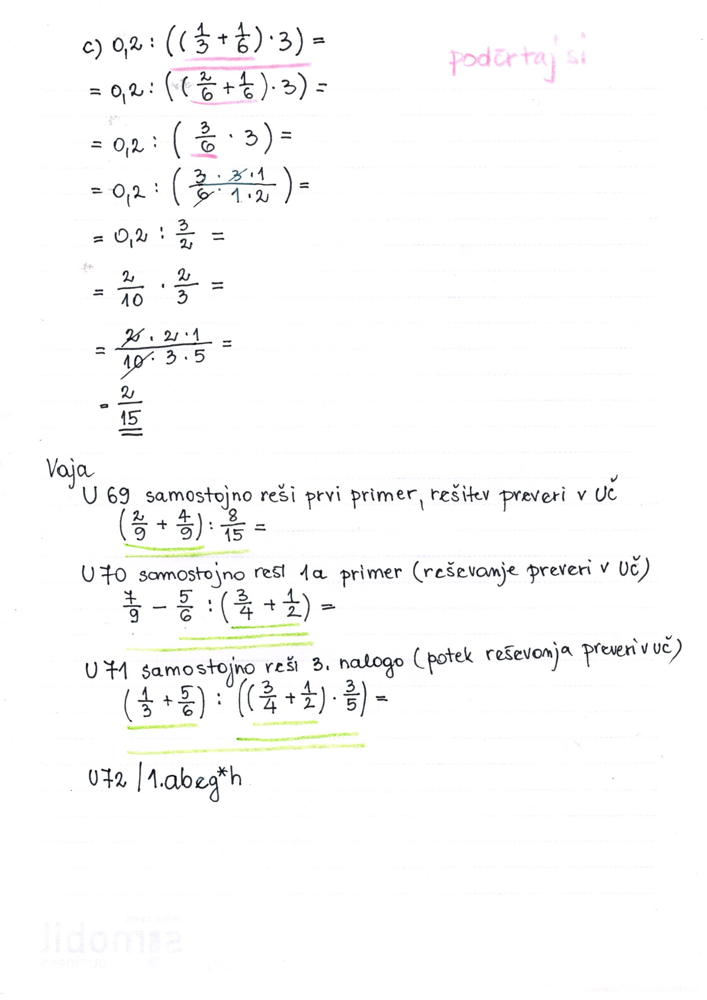 c) 0,2 : ((1/3 + 1/6) · 3) =
podčrtaj si
= 0,2 : ((2/6 + 1/6) · 3) =
= 0,2 : (3/6 · 3) =
= 0,2 : (3 · 3 · 1 / 6 · 1 · 2) =
= 0,2 : 3/2 =
= 2/10 · 2/3 =
= 2 · 2 · 1 / 10 · 3 · 5 =
= 2/15
Vaja
U 69 samostojno reši prvi primer, rešitev preveri v Uč
(2/9 + 4/9) : 8/15 =
U 70 samostojno reši 1a primer (reševanje preveri v Uč)
7/9 − 5/6 : (3/4 + 1/2) =
U 71 samostojno reši 3. nalogo (potek reševanja preveri v Uč)
(1/3 + 5/6) : ((3/4 + 1/2) · 3/5) =
U72 / 1.abeg*h
simobil
business